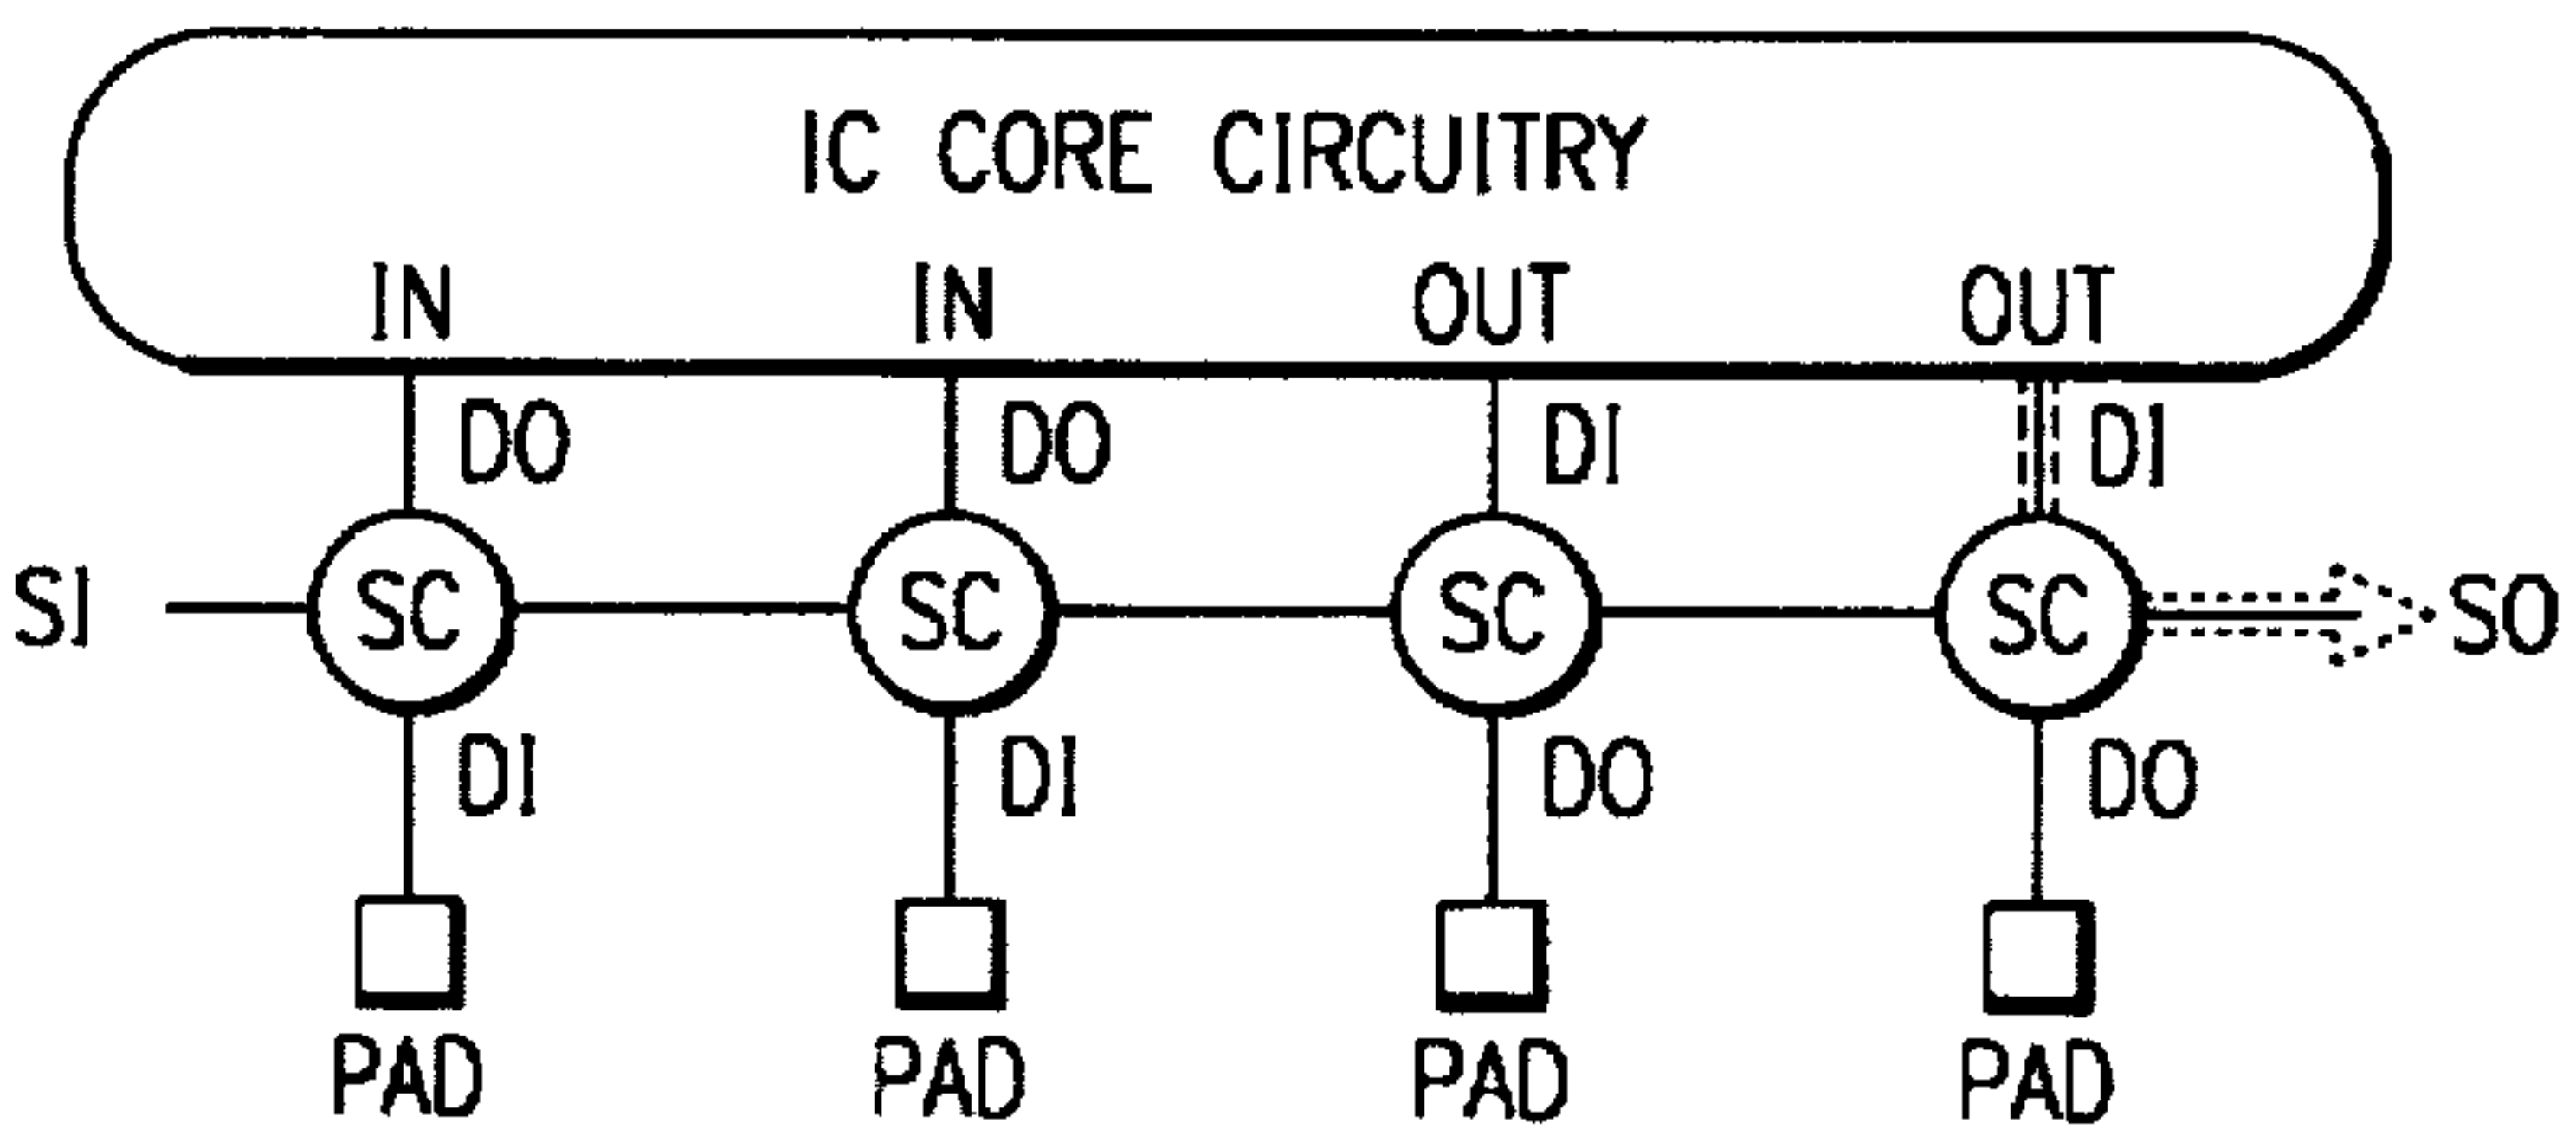 IC CORE CIRCUITRY
IN IN OUT OUT
DO DO DI DI
SI SC SC SC SC SO
DI DI DO DO
PAD PAD PAD PAD